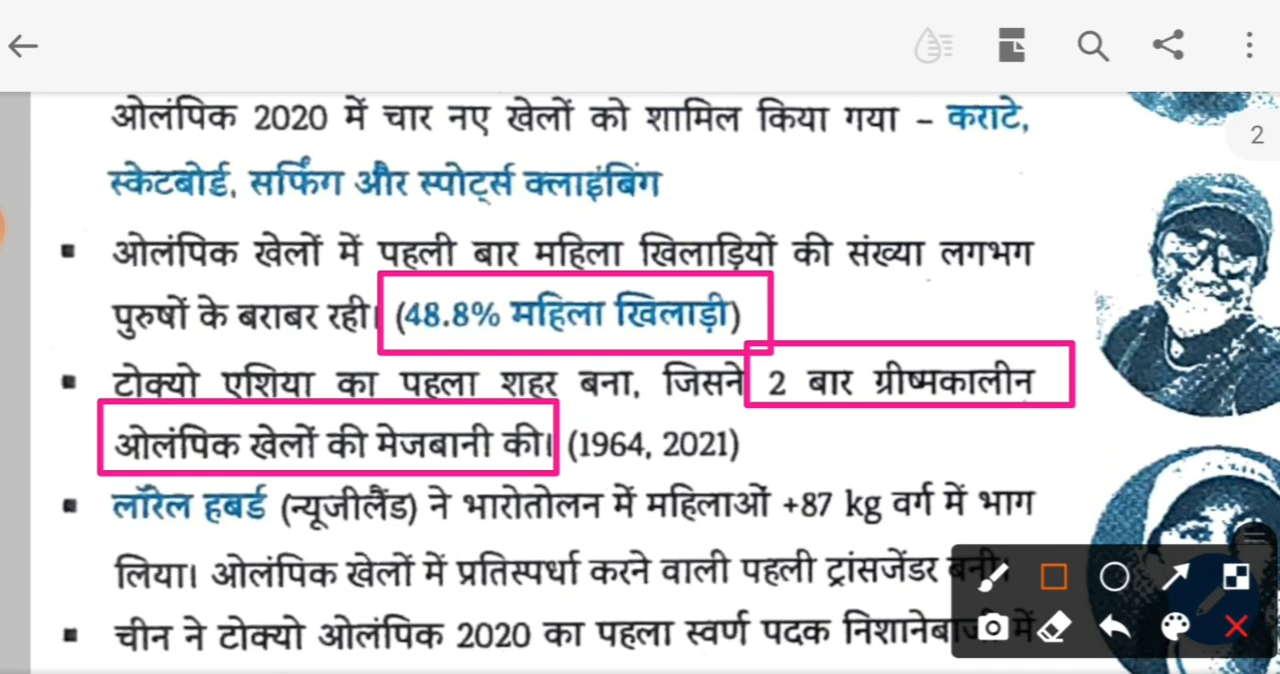 ओलंपिक 2020 में चार नए खेलों को शामिल किया गया – कराटे,
2
स्केटबोर्ड, सर्फिंग और स्पोर्ट्स क्लाइंबिंग
▪ ओलंपिक खेलों में पहली बार महिला खिलाड़ियों की संख्या लगभग
पुरुषों के बराबर रही। (48.8% महिला खिलाड़ी)
▪ टोक्यो एशिया का पहला शहर बना, जिसने 2 बार ग्रीष्मकालीन
ओलंपिक खेलों की मेजबानी की। (1964, 2021)
▪ लॉरेल हबर्ड (न्यूजीलैंड) ने भारोतोलन में महिलाओं +87 kg वर्ग में भाग
लिया। ओलंपिक खेलों में प्रतिस्पर्धा करने वाली पहली ट्रांसजेंडर बनी।
▪ चीन ने टोक्यो ओलंपिक 2020 का पहला स्वर्ण पदक निशानेबाजी में